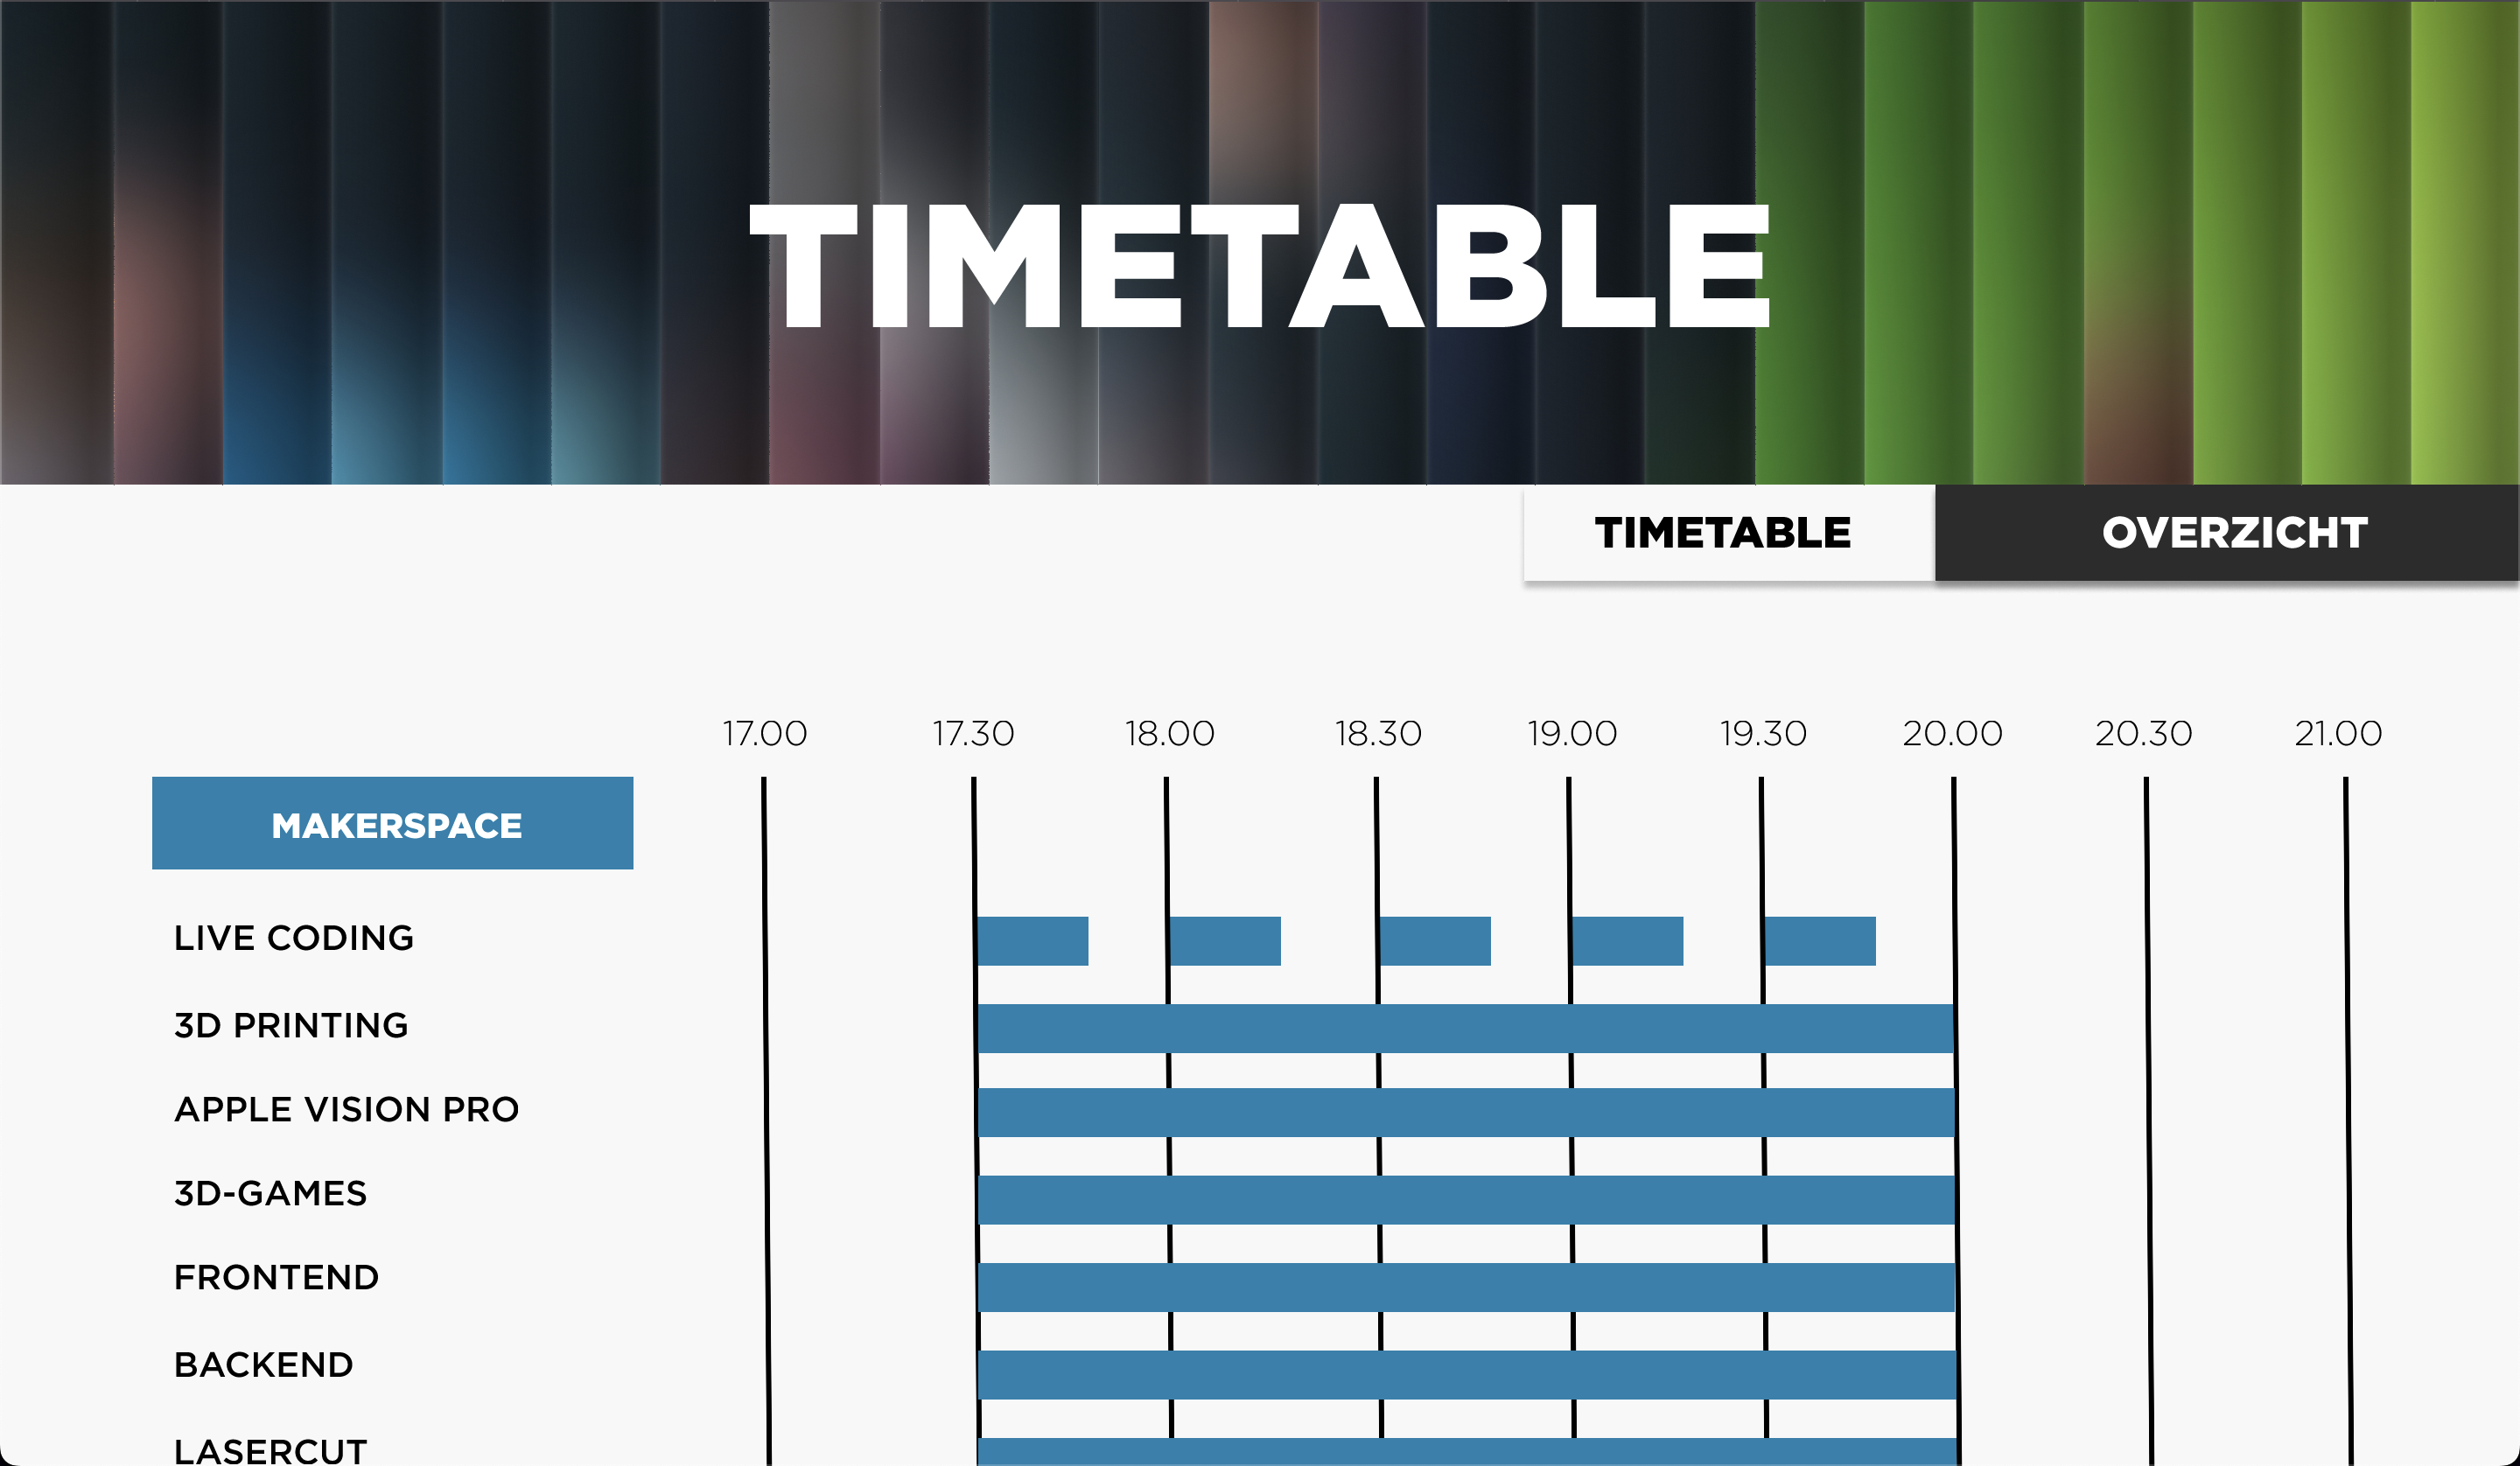 TIMETABLE
TIMETABLE OVERZICHT
17.00 17.30 18.00 18.30 19.00 19.30 20.00 20.30 21.00
MAKERSPACE
LIVE CODING
3D PRINTING
APPLE VISION PRO
3D-GAMES
FRONTEND
BACKEND
LASERCUT